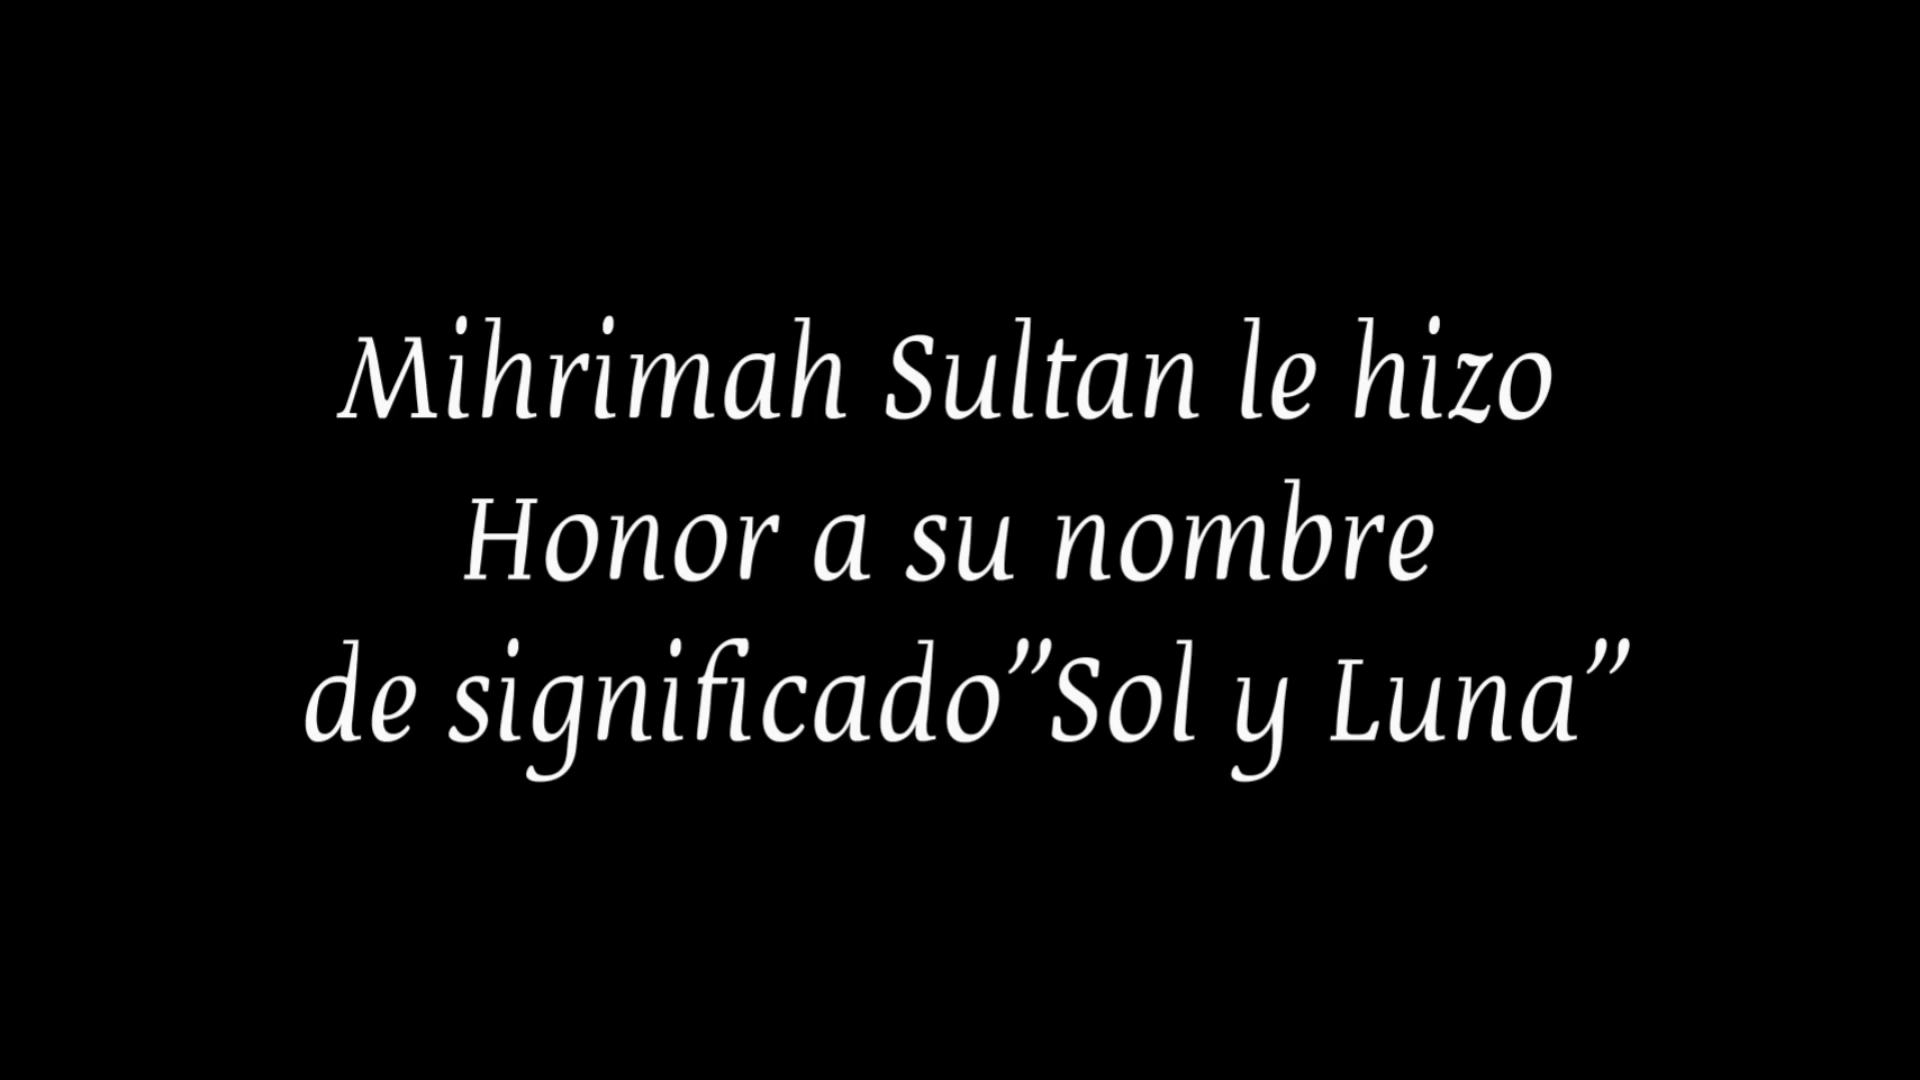 Mihrimah Sultan le hizo
Honor a su nombre
de significado”Sol y Luna”